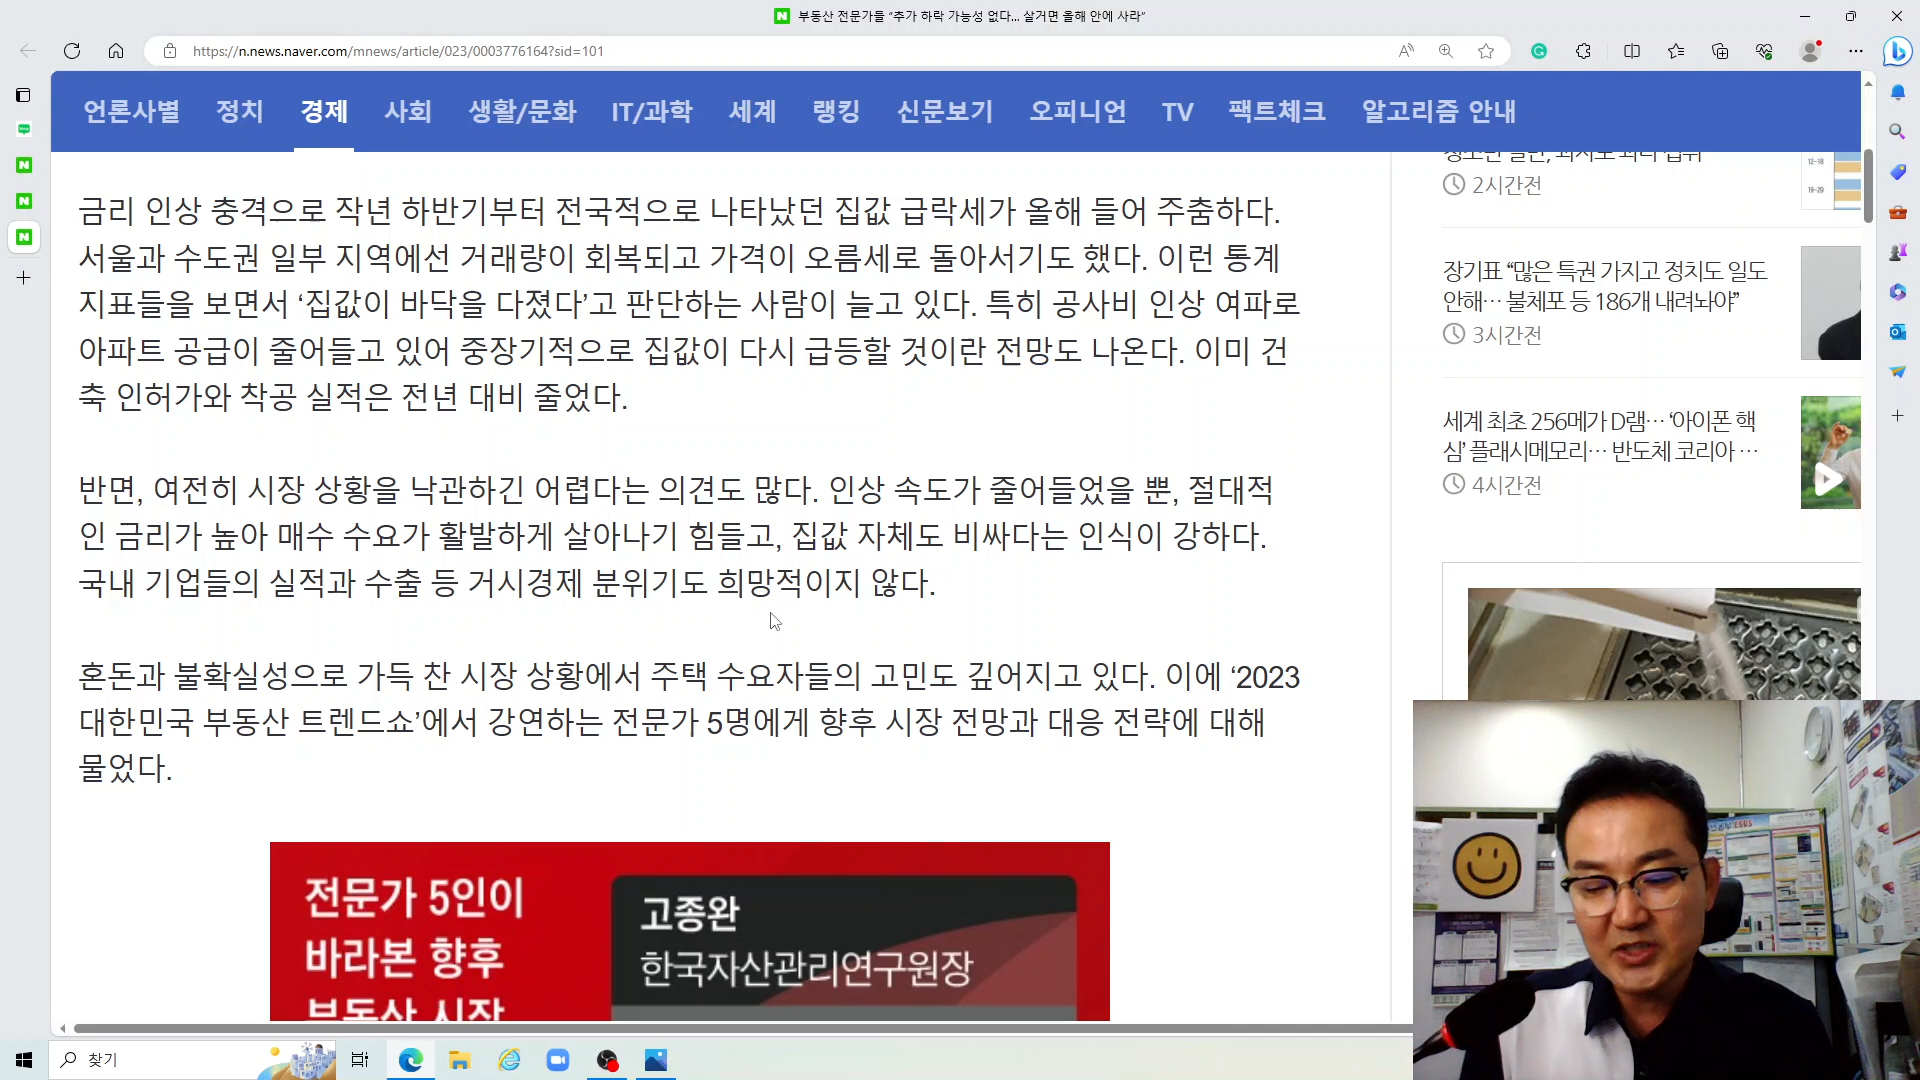 부동산 전문가들 “추가 하락 가능성 없다... 살거면 올해 안에 사라”
https://n.news.naver.com/mnews/article/023/0003776164?sid=101
언론사별 정치 경제 사회 생활/문화 IT/과학 세계 랭킹 신문보기 오피니언 TV 팩트체크 알고리즘 안내
금리 인상 충격으로 작년 하반기부터 전국적으로 나타났던 집값 급락세가 올해 들어 주춤하다.
서울과 수도권 일부 지역에선 거래량이 회복되고 가격이 오름세로 돌아서기도 했다. 이런 통계
지표들을 보면서 ‘집값이 바닥을 다졌다’고 판단하는 사람이 늘고 있다. 특히 공사비 인상 여파로
아파트 공급이 줄어들고 있어 중장기적으로 집값이 다시 급등할 것이란 전망도 나온다. 이미 건
축 인허가와 착공 실적은 전년 대비 줄었다.
반면, 여전히 시장 상황을 낙관하긴 어렵다는 의견도 많다. 인상 속도가 줄어들었을 뿐, 절대적
인 금리가 높아 매수 수요가 활발하게 살아나기 힘들고, 집값 자체도 비싸다는 인식이 강하다.
국내 기업들의 실적과 수출 등 거시경제 분위기도 희망적이지 않다.
혼돈과 불확실성으로 가득 찬 시장 상황에서 주택 수요자들의 고민도 깊어지고 있다. 이에 ‘2023
대한민국 부동산 트렌드쇼’에서 강연하는 전문가 5명에게 향후 시장 전망과 대응 전략에 대해
물었다.
전문가 5인이
바라본 향후
부동산 시장
고종완
한국자산관리연구원장
2시간전
12-18
19-29
장기표 “많은 특권 가지고 정치도 일도
안해… 불체포 등 186개 내려놔야”
3시간전
세계 최초 256메가 D램… ‘아이폰 핵
심’ 플래시메모리… 반도체 코리아 …
4시간전
찾기